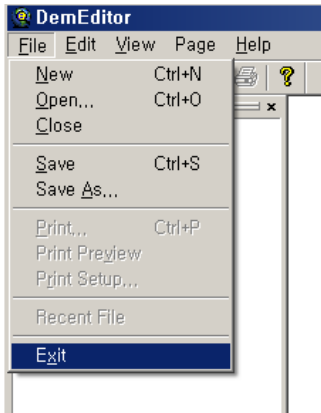 DemEditor
File Edit View Page Help
New Ctrl+N
Open... Ctrl+O
Close
Save Ctrl+S
Save As...
Print... Ctrl+P
Print Preview
Print Setup...
Recent File
Exit